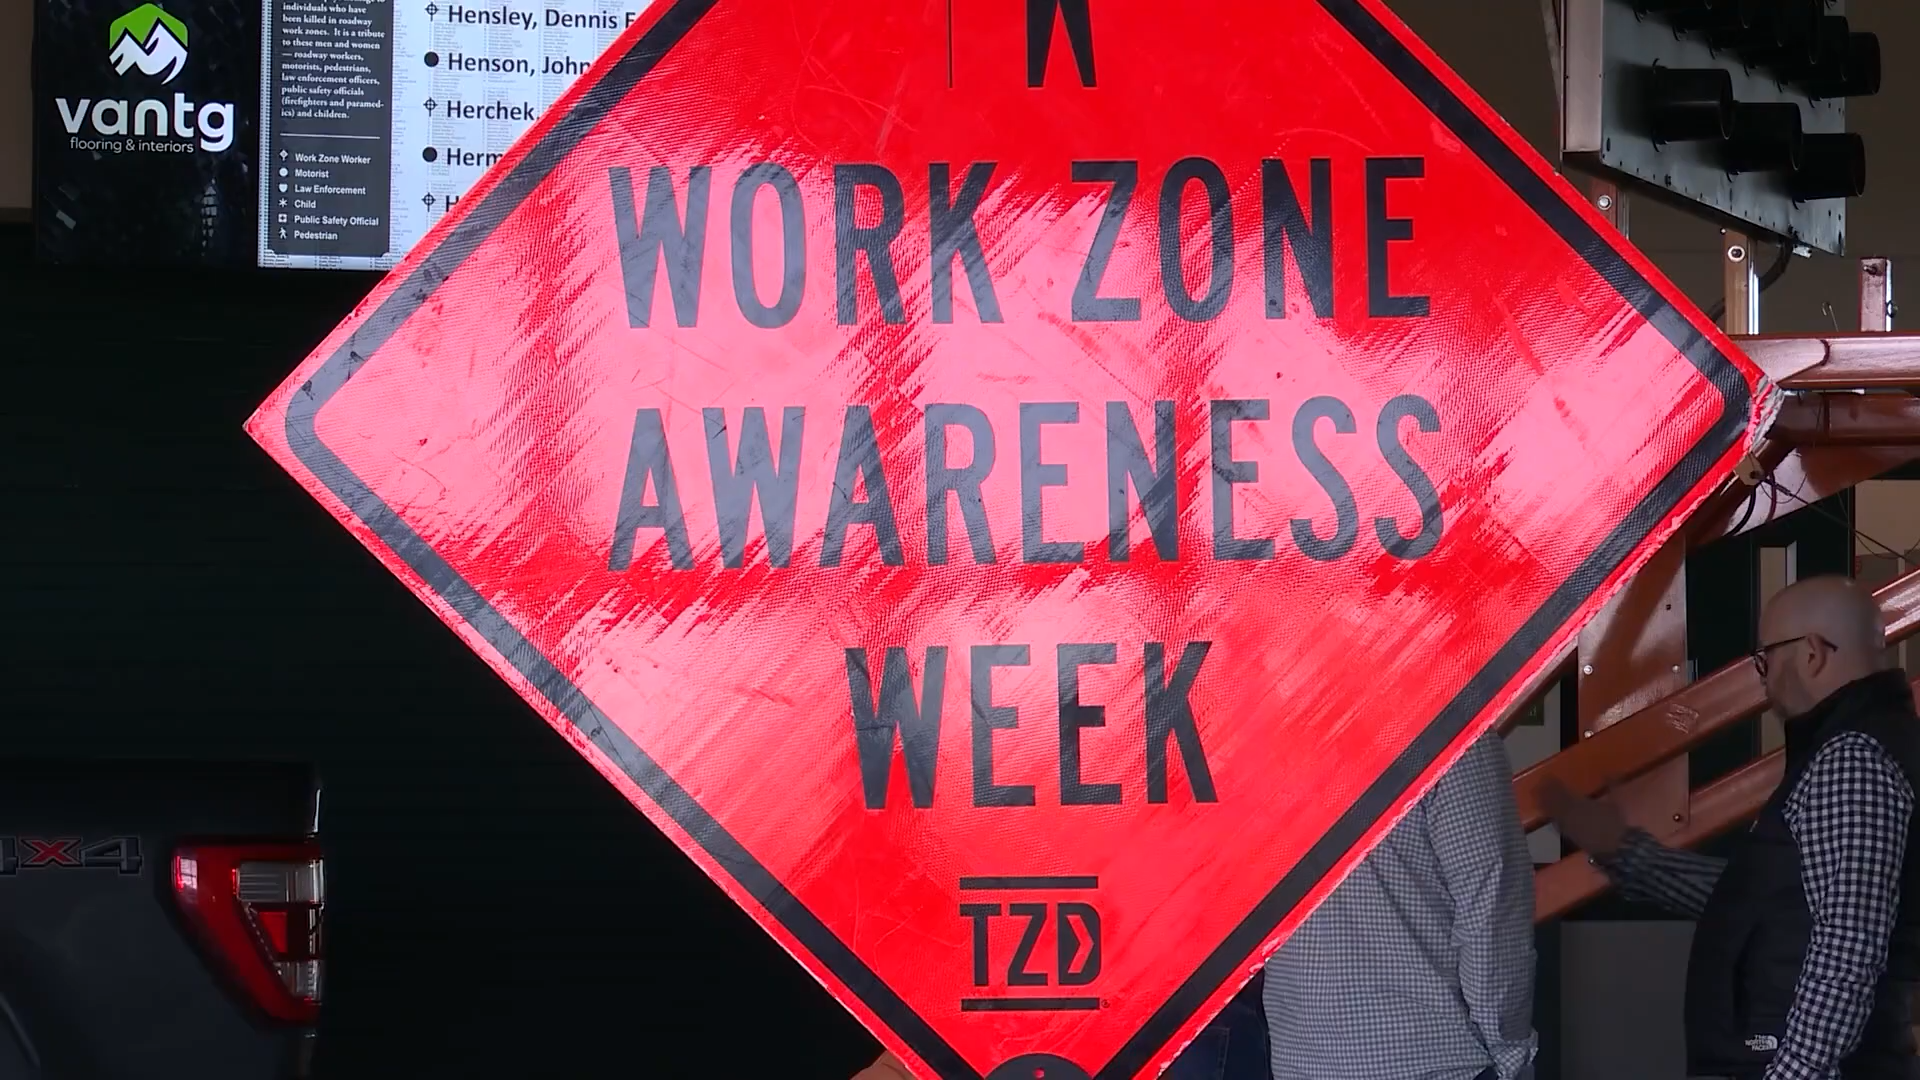 vantg
flooring & interiors
individuals who have
been killed in roadway
work zones. It is a tribute
to these men and women
— roadway workers,
motorists, pedestrians,
law enforcement officers,
public safety officials
(firefighters and paramed-
ics) and children.
Work Zone Worker
Motorist
Law Enforcement
Child
Public Safety Official
Pedestrian
Hensley, Dennis E
Henson, John
Herchek,
Herm
H
K
WORK ZONE
AWARENESS
WEEK
TZD
4X4
THE
NORTH
FACE